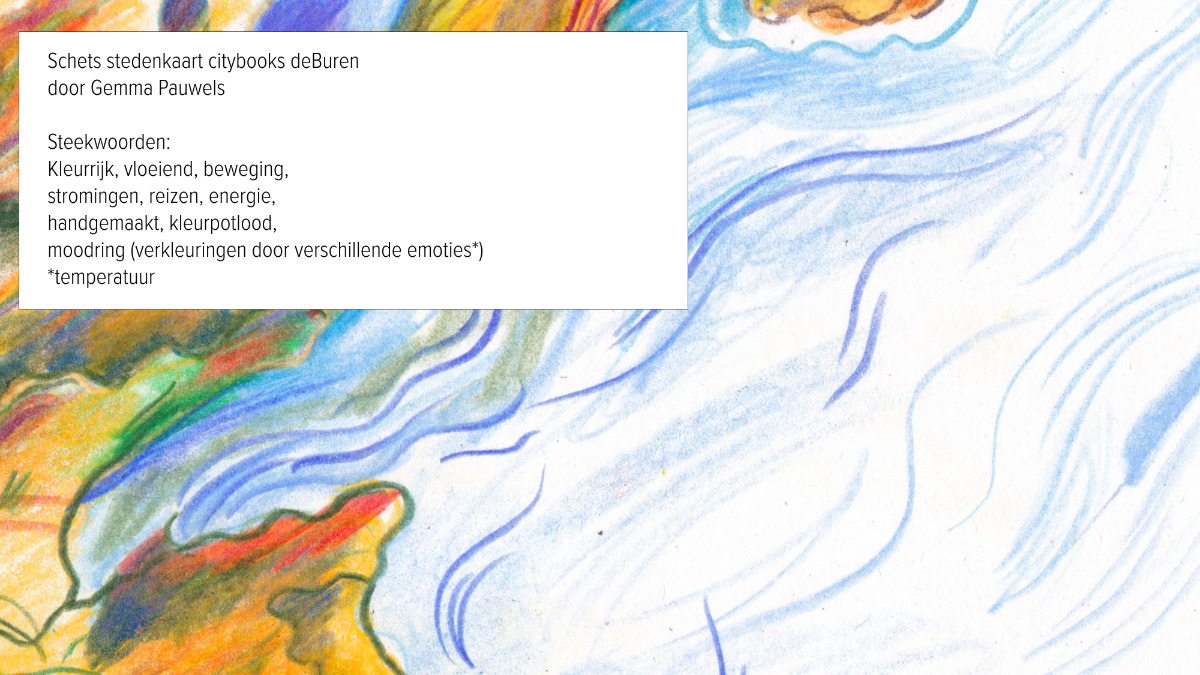 Schets stedenkaart citybooks deBuren
door Gemma Pauwels
Steekwoorden:
Kleurrijk, vloeiend, beweging,
stromingen, reizen, energie,
handgemaakt, kleurpotlood,
moodring (verkleuringen door verschillende emoties*)
*temperatuur